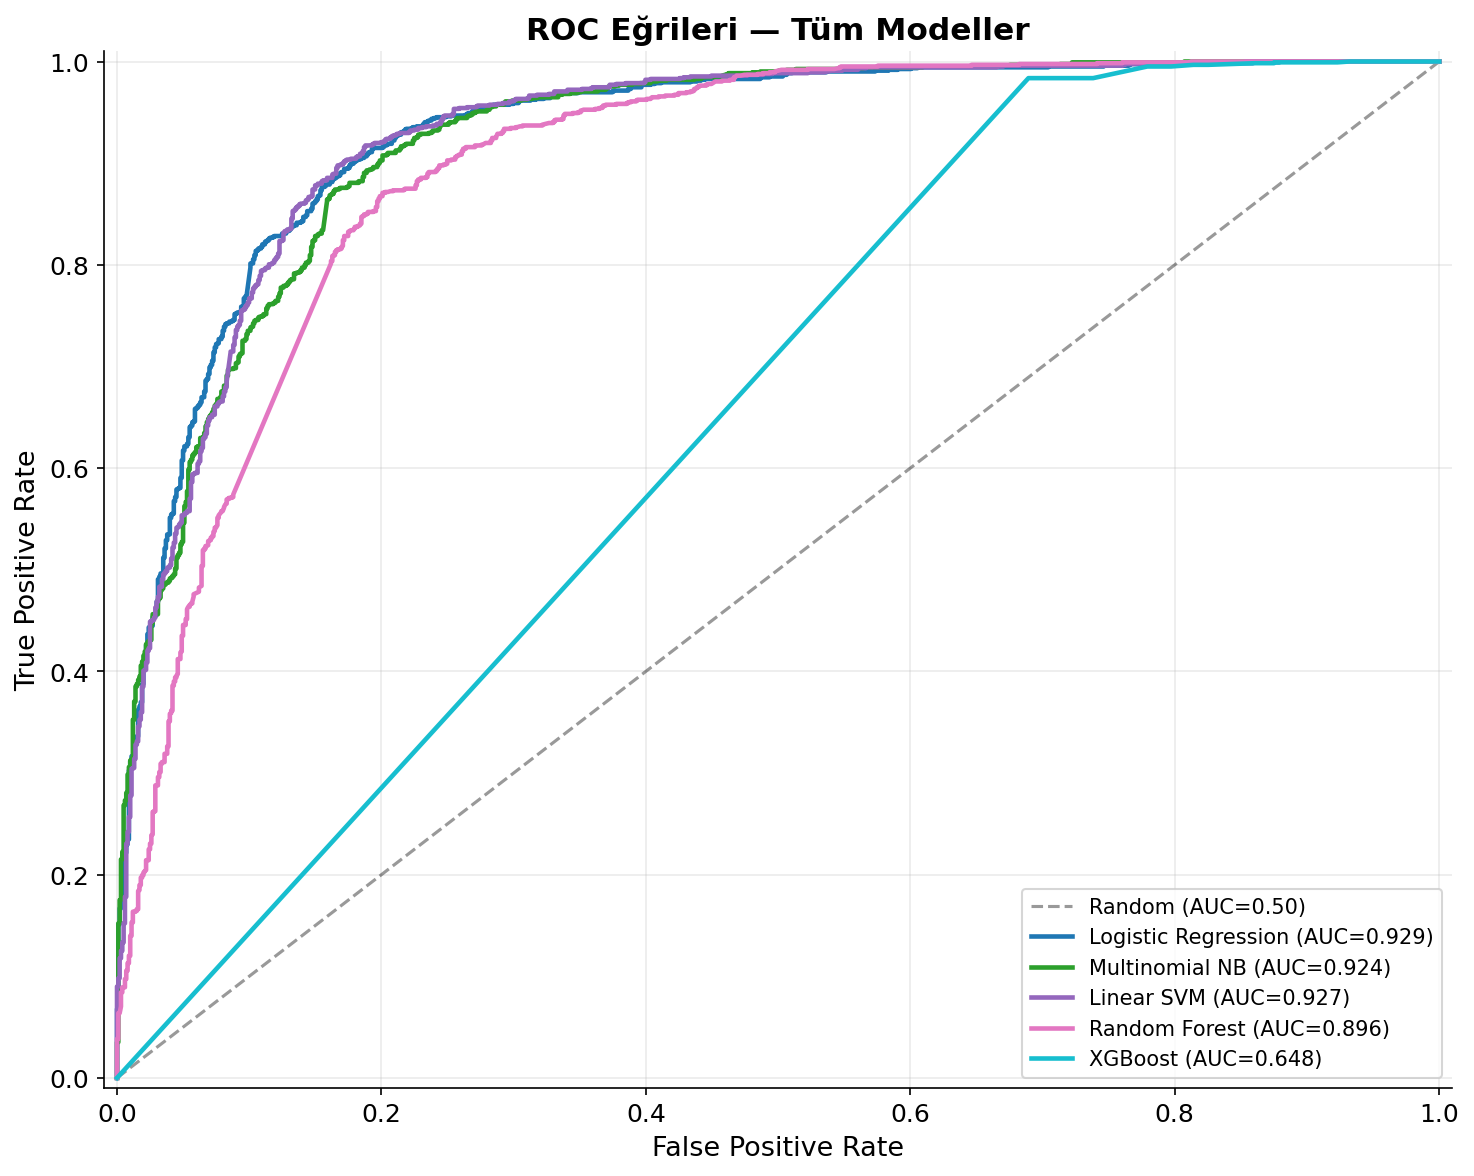 ROC Eğrileri — Tüm Modeller
True Positive Rate
1.0
0.8
0.6
0.4
0.2
0.0
Random (AUC=0.50)
Logistic Regression (AUC=0.929)
Multinomial NB (AUC=0.924)
Linear SVM (AUC=0.927)
Random Forest (AUC=0.896)
XGBoost (AUC=0.648)
0.0 0.2 0.4 0.6 0.8 1.0
False Positive Rate